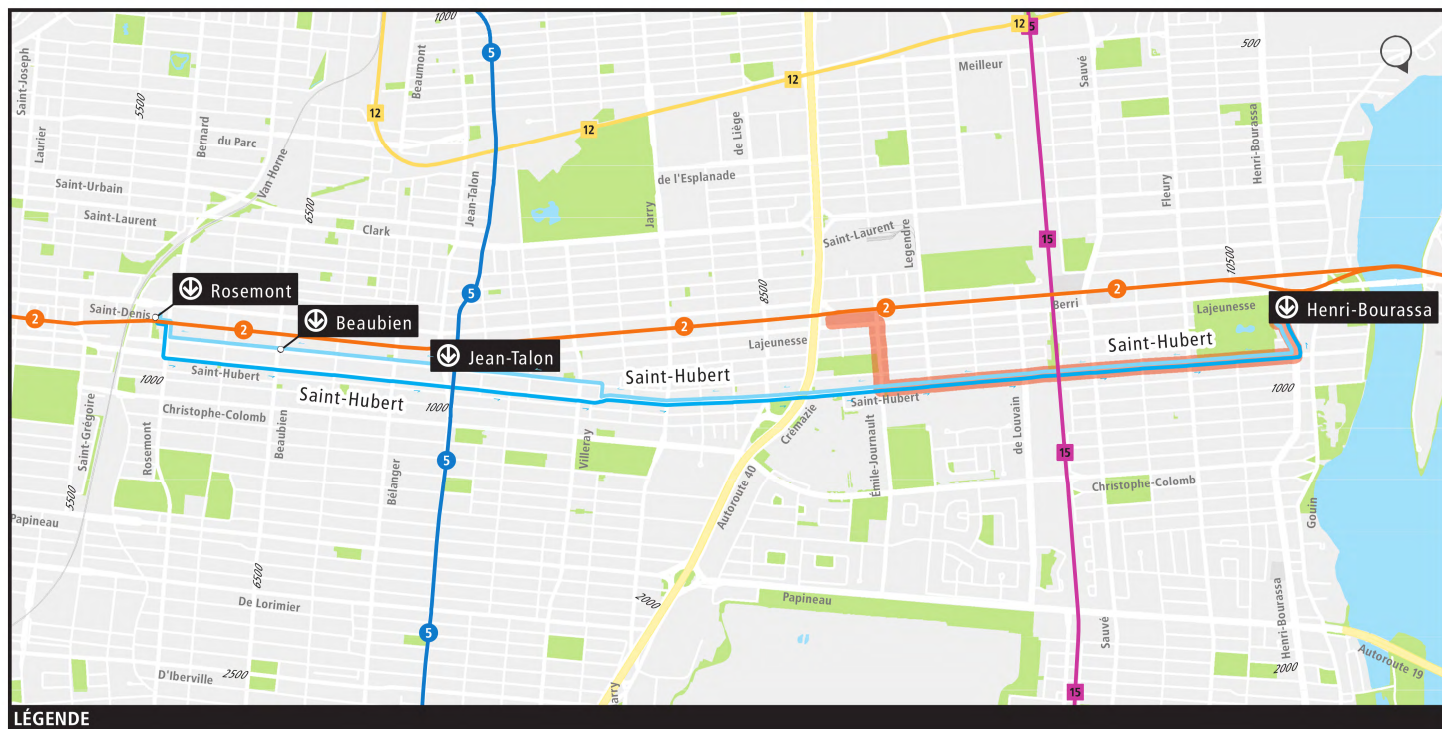 1000
5
12
5
Saint-Joseph
Beaumont
Meilleur
Sauvé
500
5500
12
12
12
Laurier
Bernard
du Parc
Van Horne
de Liège
Henri-Bourassa
Saint-Urbain
Jean-Talon
de l'Esplanade
Fleury
Saint-Laurent
6500
Clark
Jarry
Saint-Laurent
Legendre
15
10500
Rosemont
5
8500
2
Berri
Lajeunesse
Henri-Bourassa
Saint-Denis
2
2
Beaubien
2
2
Lajeunesse
Jean-Talon
Saint-Hubert
Saint-Hubert
1000
Saint-Hubert
Saint-Hubert
1000
Saint-Hubert
1000
Christophe-Colomb
Saint-Grégoire
Rosemont
Beaubien
Bélanger
Villeray
Crémazie
Émile-Journault
de Louvain
5
15
Christophe-Colomb
5500
Autoroute 40
Gouin
Papineau
6500
2000
Papineau
De Lorimier
5
Sauvé
Henri-Bourassa
Autoroute 19
D'Iberville
2500
arry
15
2000
LÉGENDE